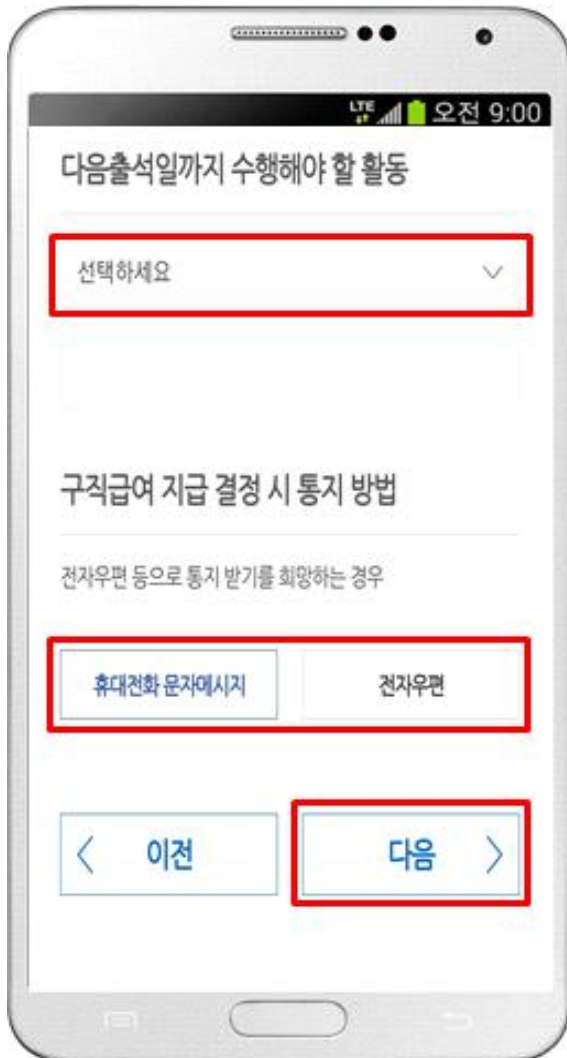 LTE 오전 9:00
다음출석일까지 수행해야 할 활동
선택하세요
구직급여 지급 결정 시 통지 방법
전자우편 등으로 통지 받기를 희망하는 경우
휴대전화 문자메시지 전자우편
이전 다음